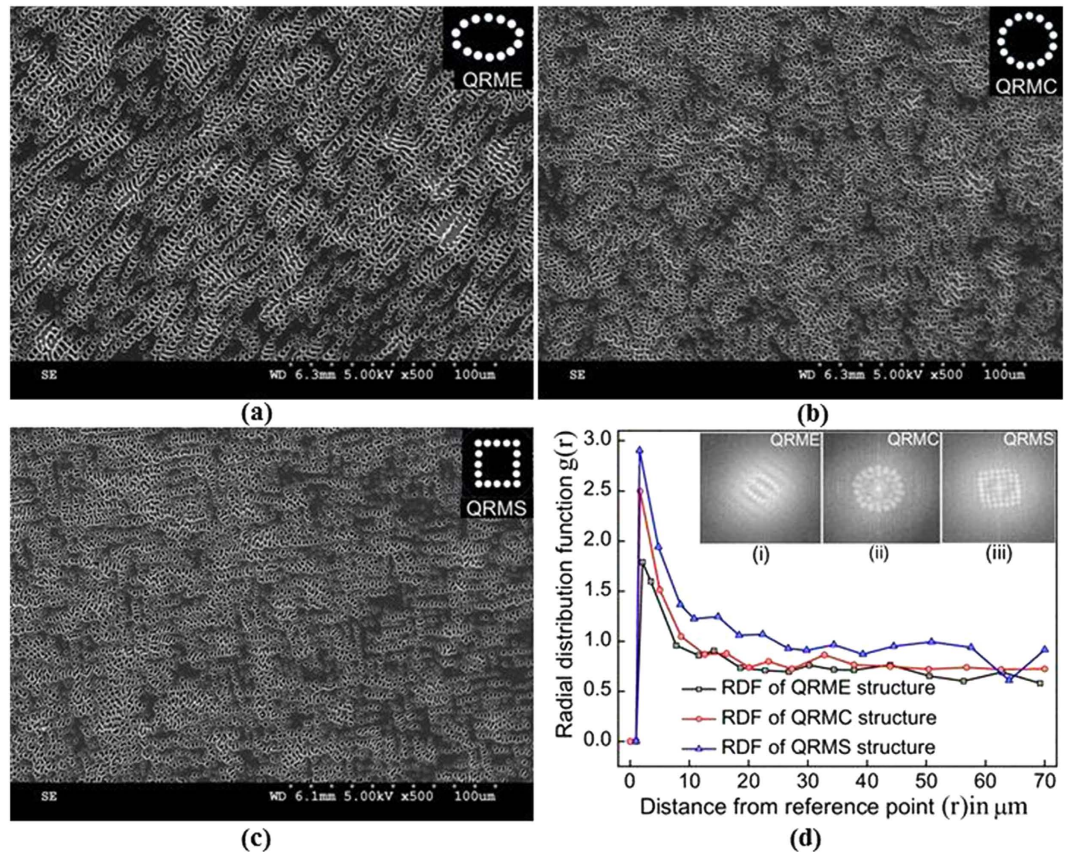 QRME
SE WD 6.3mm 5.00kV x500 100um
(a)
QRMC
SE WD 6.3mm 5.00kV x500 100um
(b)
QRMS
SE WD 6.1mm 5.00kV x500 100um
(c)
Radial distribution function g(r)
3.0
2.5
2.0
1.5
1.0
0.5
0.0
QRME QRMC QRMS
(i) (ii) (iii)
RDF of QRME structure
RDF of QRMC structure
RDF of QRMS structure
0 10 20 30 40 50 60 70
Distance from reference point (r)in μm
(d)